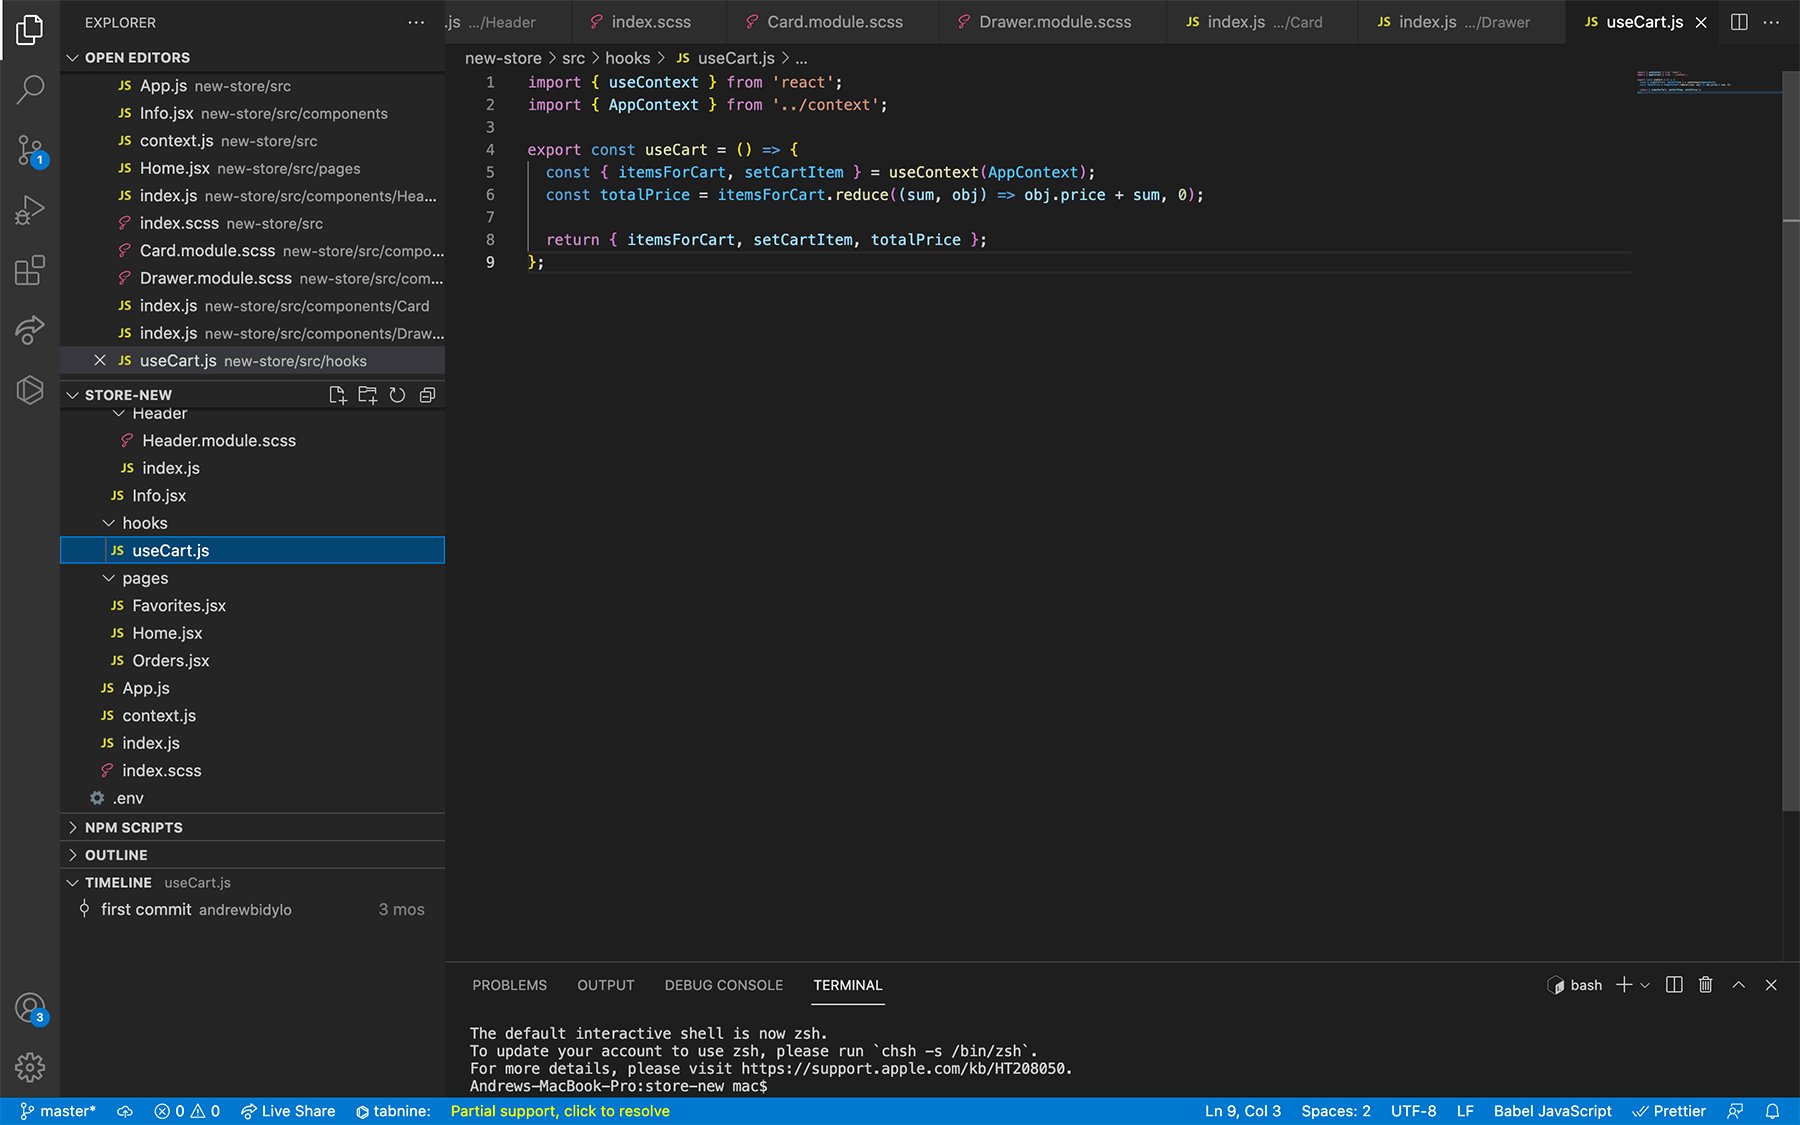 EXPLORER
OPEN EDITORS
JS App.js new-store/src
JS Info.jsx new-store/src/components
JS context.js new-store/src
JS Home.jsx new-store/src/pages
JS index.js new-store/src/components/Hea...
index.scss new-store/src
Card.module.scss new-store/src/compo...
Drawer.module.scss new-store/src/com...
JS index.js new-store/src/components/Card
JS index.js new-store/src/components/Draw...
JS useCart.js new-store/src/hooks
STORE-NEW
Header
Header.module.scss
JS index.js
JS Info.jsx
hooks
JS useCart.js
pages
JS Favorites.jsx
JS Home.jsx
JS Orders.jsx
JS App.js
JS context.js
JS index.js
index.scss
.env
NPM SCRIPTS
OUTLINE
TIMELINE useCart.js
first commit andrewbidylo 3 mos
1
3
.js .../Header
index.scss
Card.module.scss
Drawer.module.scss
JS index.js .../Card
JS index.js .../Drawer
JS useCart.js
new-store > src > hooks > JS useCart.js > ...
1 import { useContext } from 'react';
2 import { AppContext } from '../context';
3
4 export const useCart = () => {
5 const { itemsForCart, setCartItem } = useContext(AppContext);
6 const totalPrice = itemsForCart.reduce((sum, obj) => obj.price + sum, 0);
7
8 return { itemsForCart, setCartItem, totalPrice };
9 };
PROBLEMS OUTPUT DEBUG CONSOLE TERMINAL
bash
The default interactive shell is now zsh.
To update your account to use zsh, please run `chsh -s /bin/zsh`.
For more details, please visit https://support.apple.com/kb/HT208050.
Andrews-MacBook-Pro:store-new mac$
master* 0 0 Live Share tabnine: Partial support, click to resolve
Ln 9, Col 3 Spaces: 2 UTF-8 LF Babel JavaScript Prettier